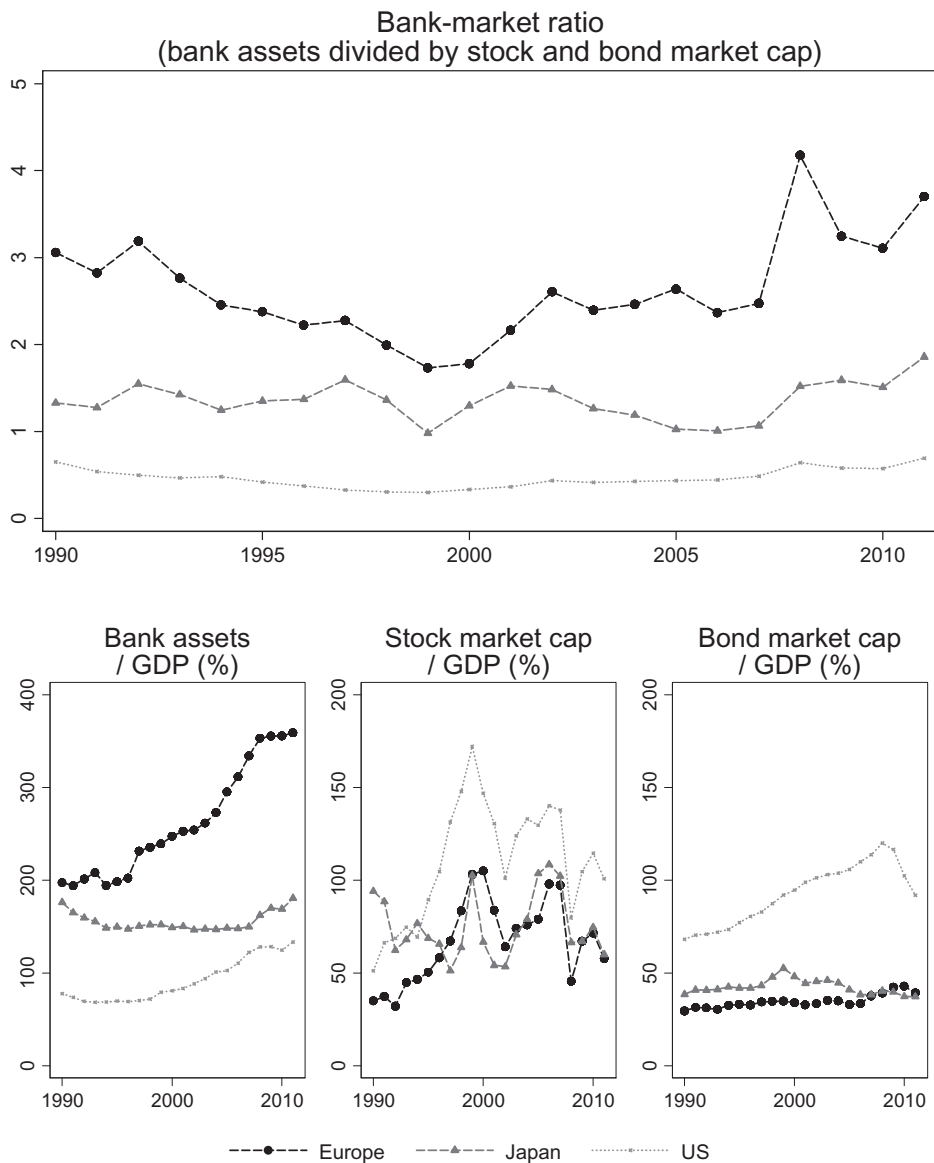 Bank-market ratio
(bank assets divided by stock and bond market cap)
5
4
3
2
1
0
1990 1995 2000 2005 2010
Bank assets
/ GDP (%)
400
300
200
100
0
1990 2000 2010
Stock market cap
/ GDP (%)
200
150
100
50
0
1990 2000 2010
Bond market cap
/ GDP (%)
200
150
100
50
0
1990 2000 2010
Europe Japan US